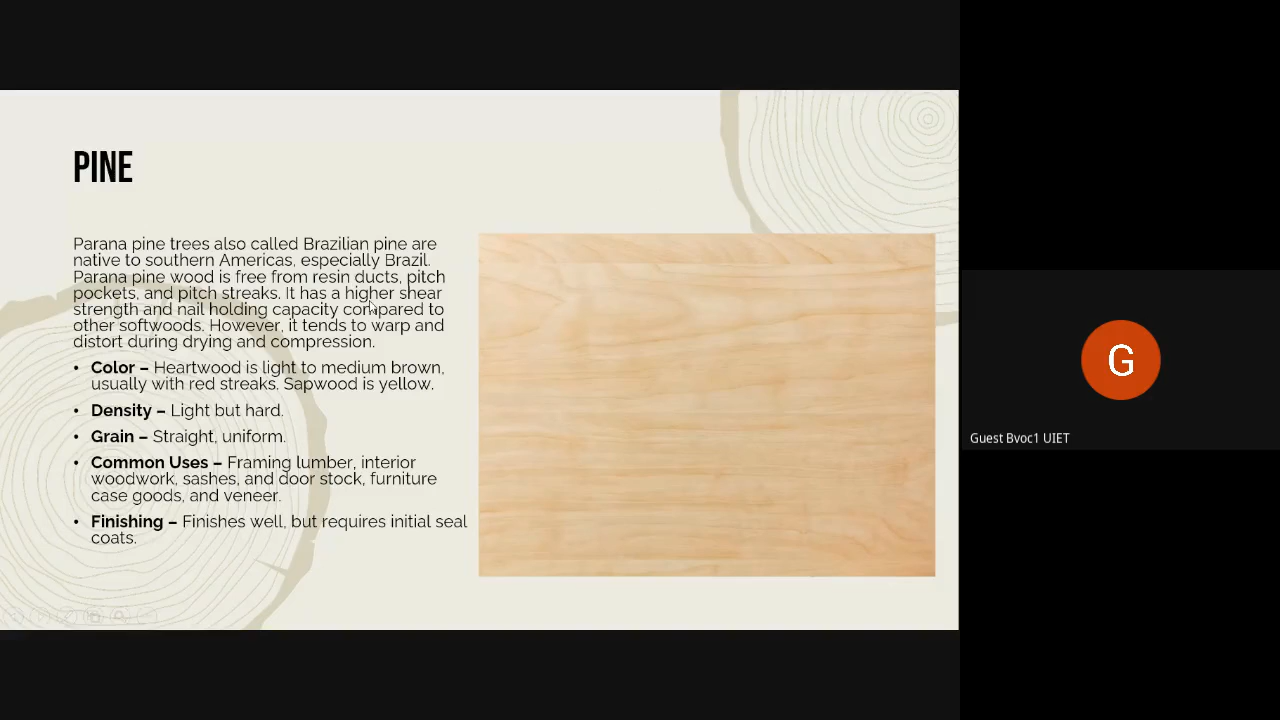 PINE
Parana pine trees also called Brazilian pine are
native to southern Americas, especially Brazil.
Parana pine wood is free from resin ducts, pitch
pockets, and pitch streaks. It has a higher shear
strength and nail holding capacity compared to
other softwoods. However, it tends to warp and
distort during drying and compression.
• Color – Heartwood is light to medium brown,
usually with red streaks. Sapwood is yellow.
• Density – Light but hard.
• Grain – Straight, uniform.
• Common Uses – Framing lumber, interior
woodwork, sashes, and door stock, furniture
case goods, and veneer.
• Finishing – Finishes well, but requires initial seal
coats.
G
Guest Bvoc1 UIET